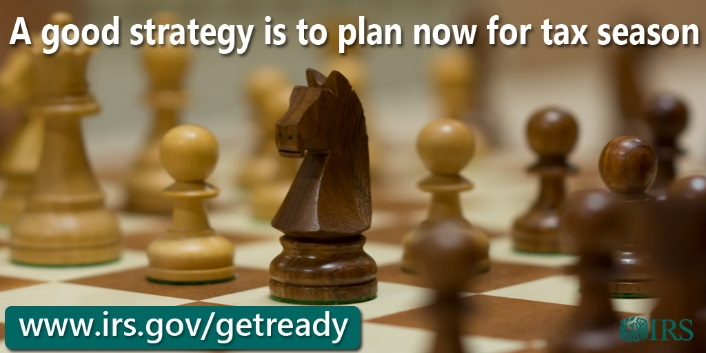 A good strategy is to plan now for tax season
www.irs.gov/getready
IRS